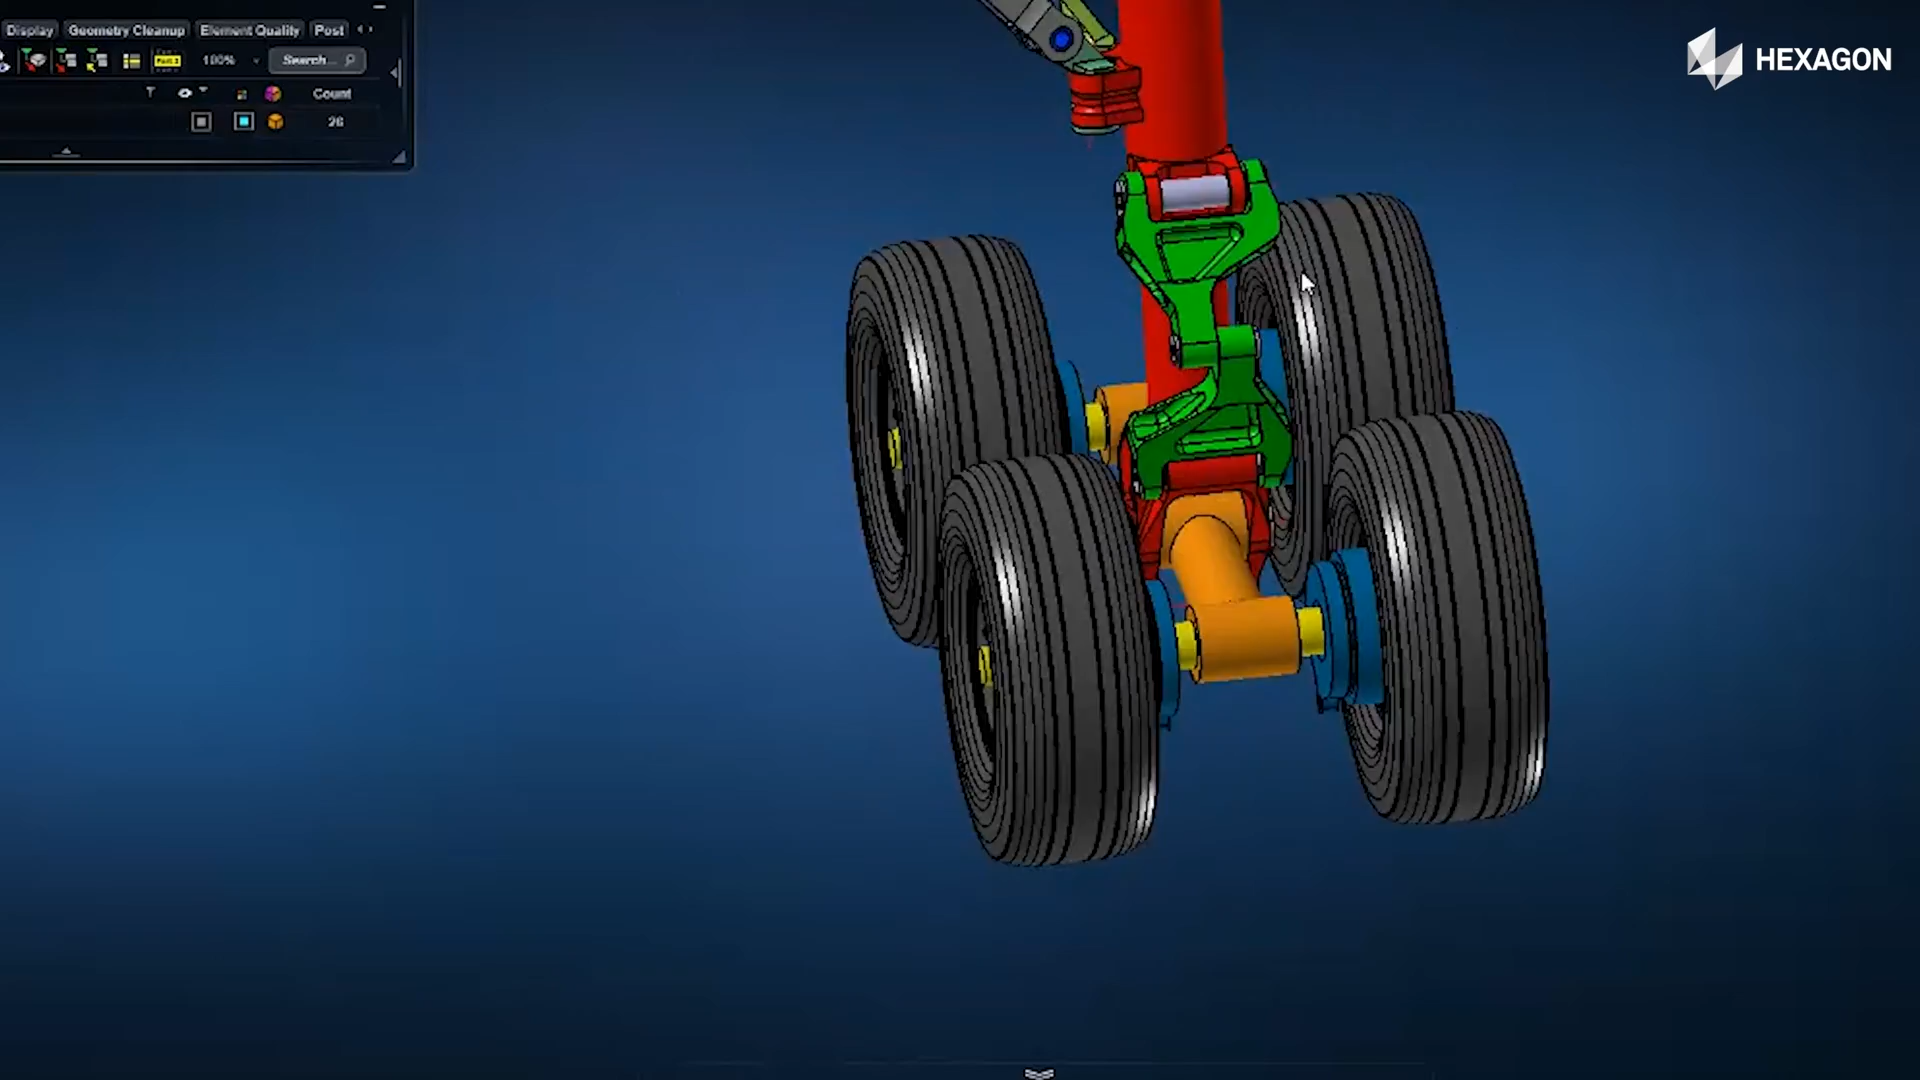 Display Geometry Cleanup Element Quality Post
100% Search...
Count
26
HEXAGON